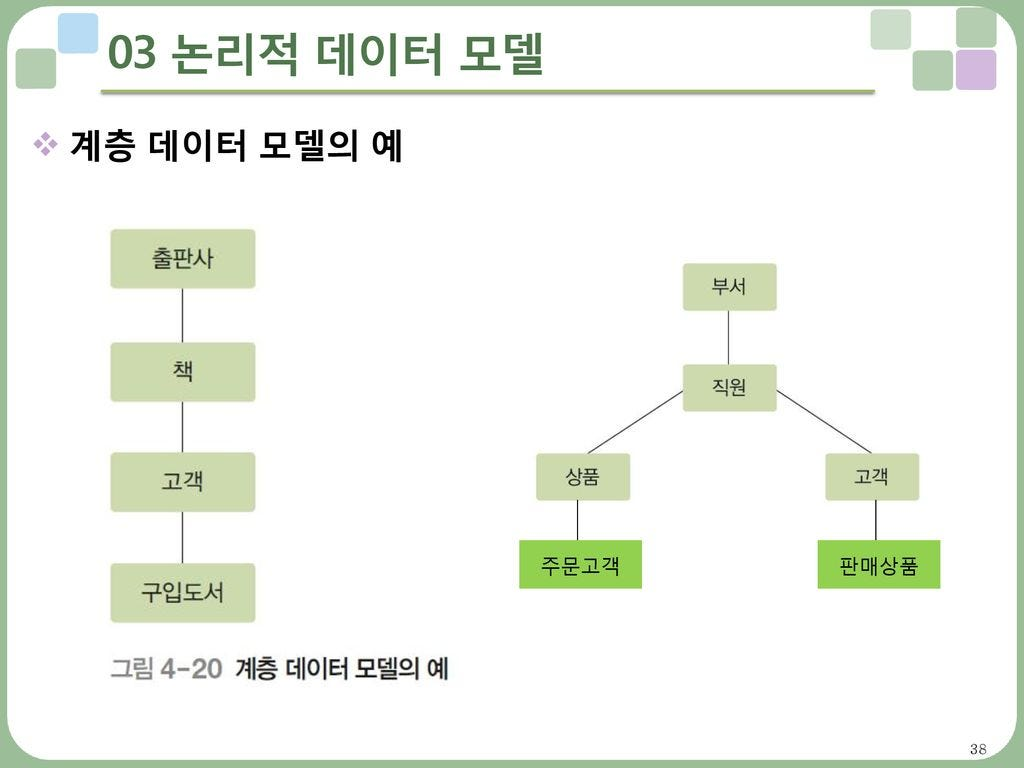 03 논리적 데이터 모델
계층 데이터 모델의 예
출판사
책
고객
구입도서
부서
직원
상품
고객
주문고객
판매상품
그림 4-20 계층 데이터 모델의 예
38